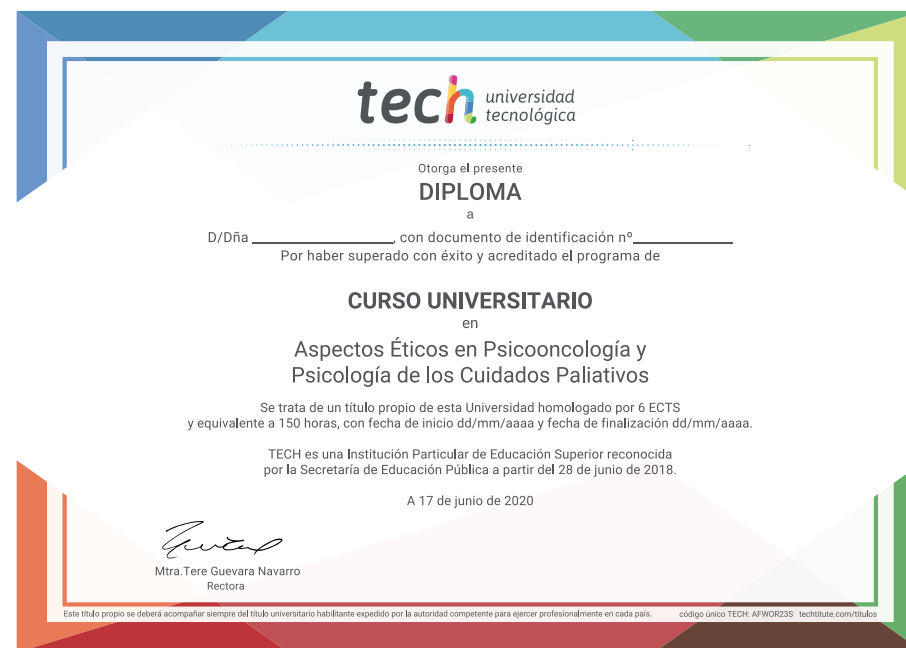 tech universidad
tecnológica
Otorga el presente
DIPLOMA
a
D/Dña ____________________, con documento de identificación nº______________
Por haber superado con éxito y acreditado el programa de
CURSO UNIVERSITARIO
en
Aspectos Éticos en Psicooncología y
Psicología de los Cuidados Paliativos
Se trata de un título propio de esta Universidad homologado por 6 ECTS
y equivalente a 150 horas, con fecha de inicio dd/mm/aaaa y fecha de finalización dd/mm/aaaa.
TECH es una Institución Particular de Educación Superior reconocida
por la Secretaría de Educación Pública a partir del 28 de junio de 2018.
A 17 de junio de 2020
Mtra.Tere Guevara Navarro
Rectora
Este título propio se deberá acompañar siempre del título universitario habilitante expedido por la autoridad competente para ejercer profesionalmente en cada país. código único TECH: AFWOR23S techtitute.com/títulos